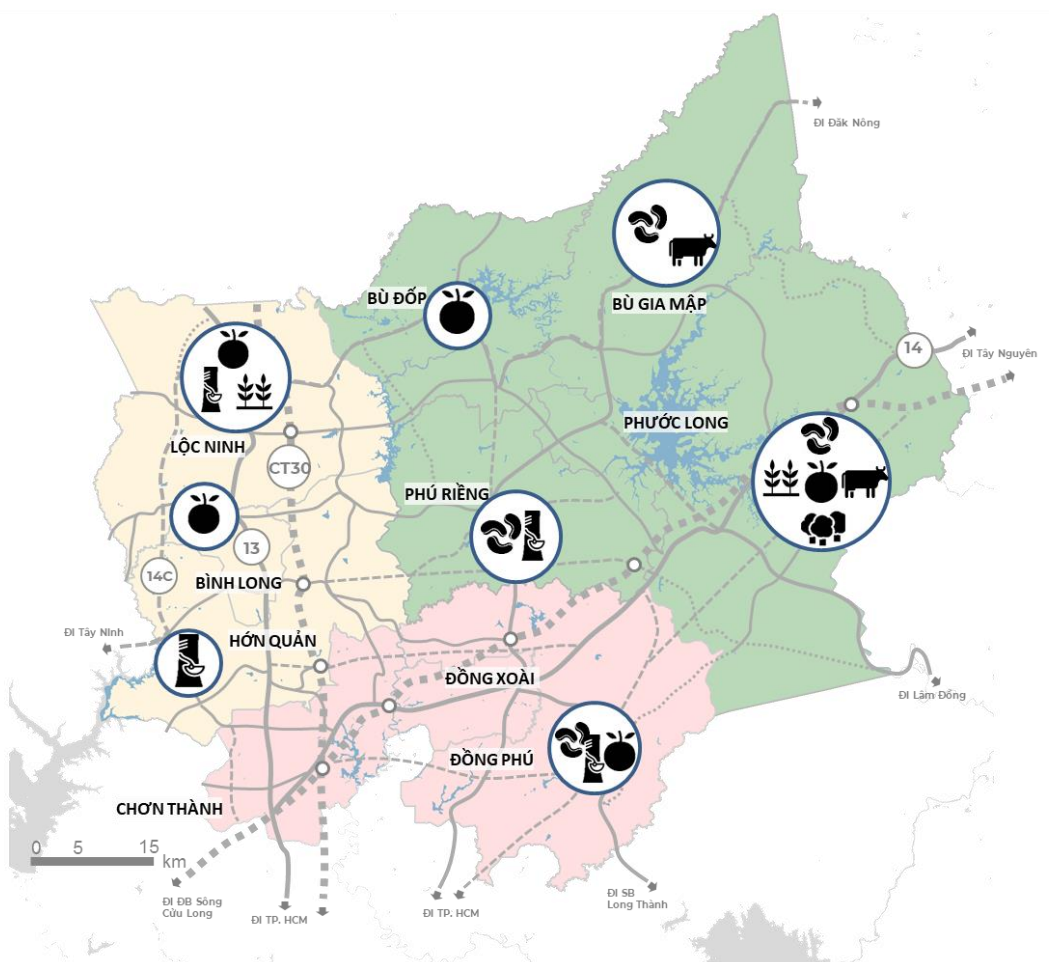 ĐI Đăk Nông
BÙ ĐỐP
BÙ GIA MẬP
14
ĐI Tây Nguyên
PHƯỚC LONG
LỘC NINH
CT30
PHÚ RIỀNG
13
14C
BÌNH LONG
ĐI Tây Ninh
HỚN QUẢN
ĐỒNG XOÀI
ĐI Lâm Đồng
ĐỒNG PHÚ
CHƠN THÀNH
0 5 15
km
ĐI ĐB Sông
Cửu Long
ĐI TP. HCM
ĐI TP. HCM
ĐI SB
Long Thành